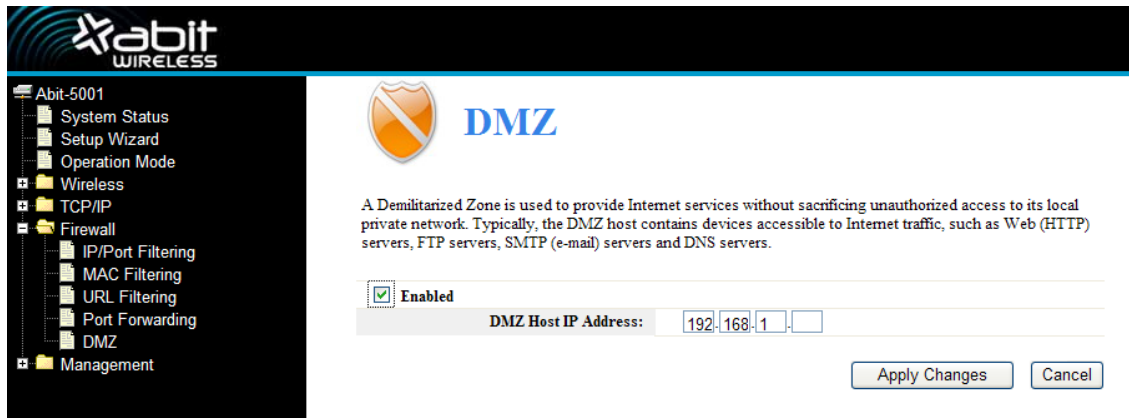 Xabit
WIRELESS
Abit-5001
System Status
Setup Wizard
Operation Mode
Wireless
TCP/IP
Firewall
IP/Port Filtering
MAC Filtering
URL Filtering
Port Forwarding
DMZ
Management
DMZ
A Demilitarized Zone is used to provide Internet services without sacrificing unauthorized access to its local
private network. Typically, the DMZ host contains devices accessible to Internet traffic, such as Web (HTTP)
servers, FTP servers, SMTP (e-mail) servers and DNS servers.
Enabled
DMZ Host IP Address: 192.168.1.
Apply Changes Cancel